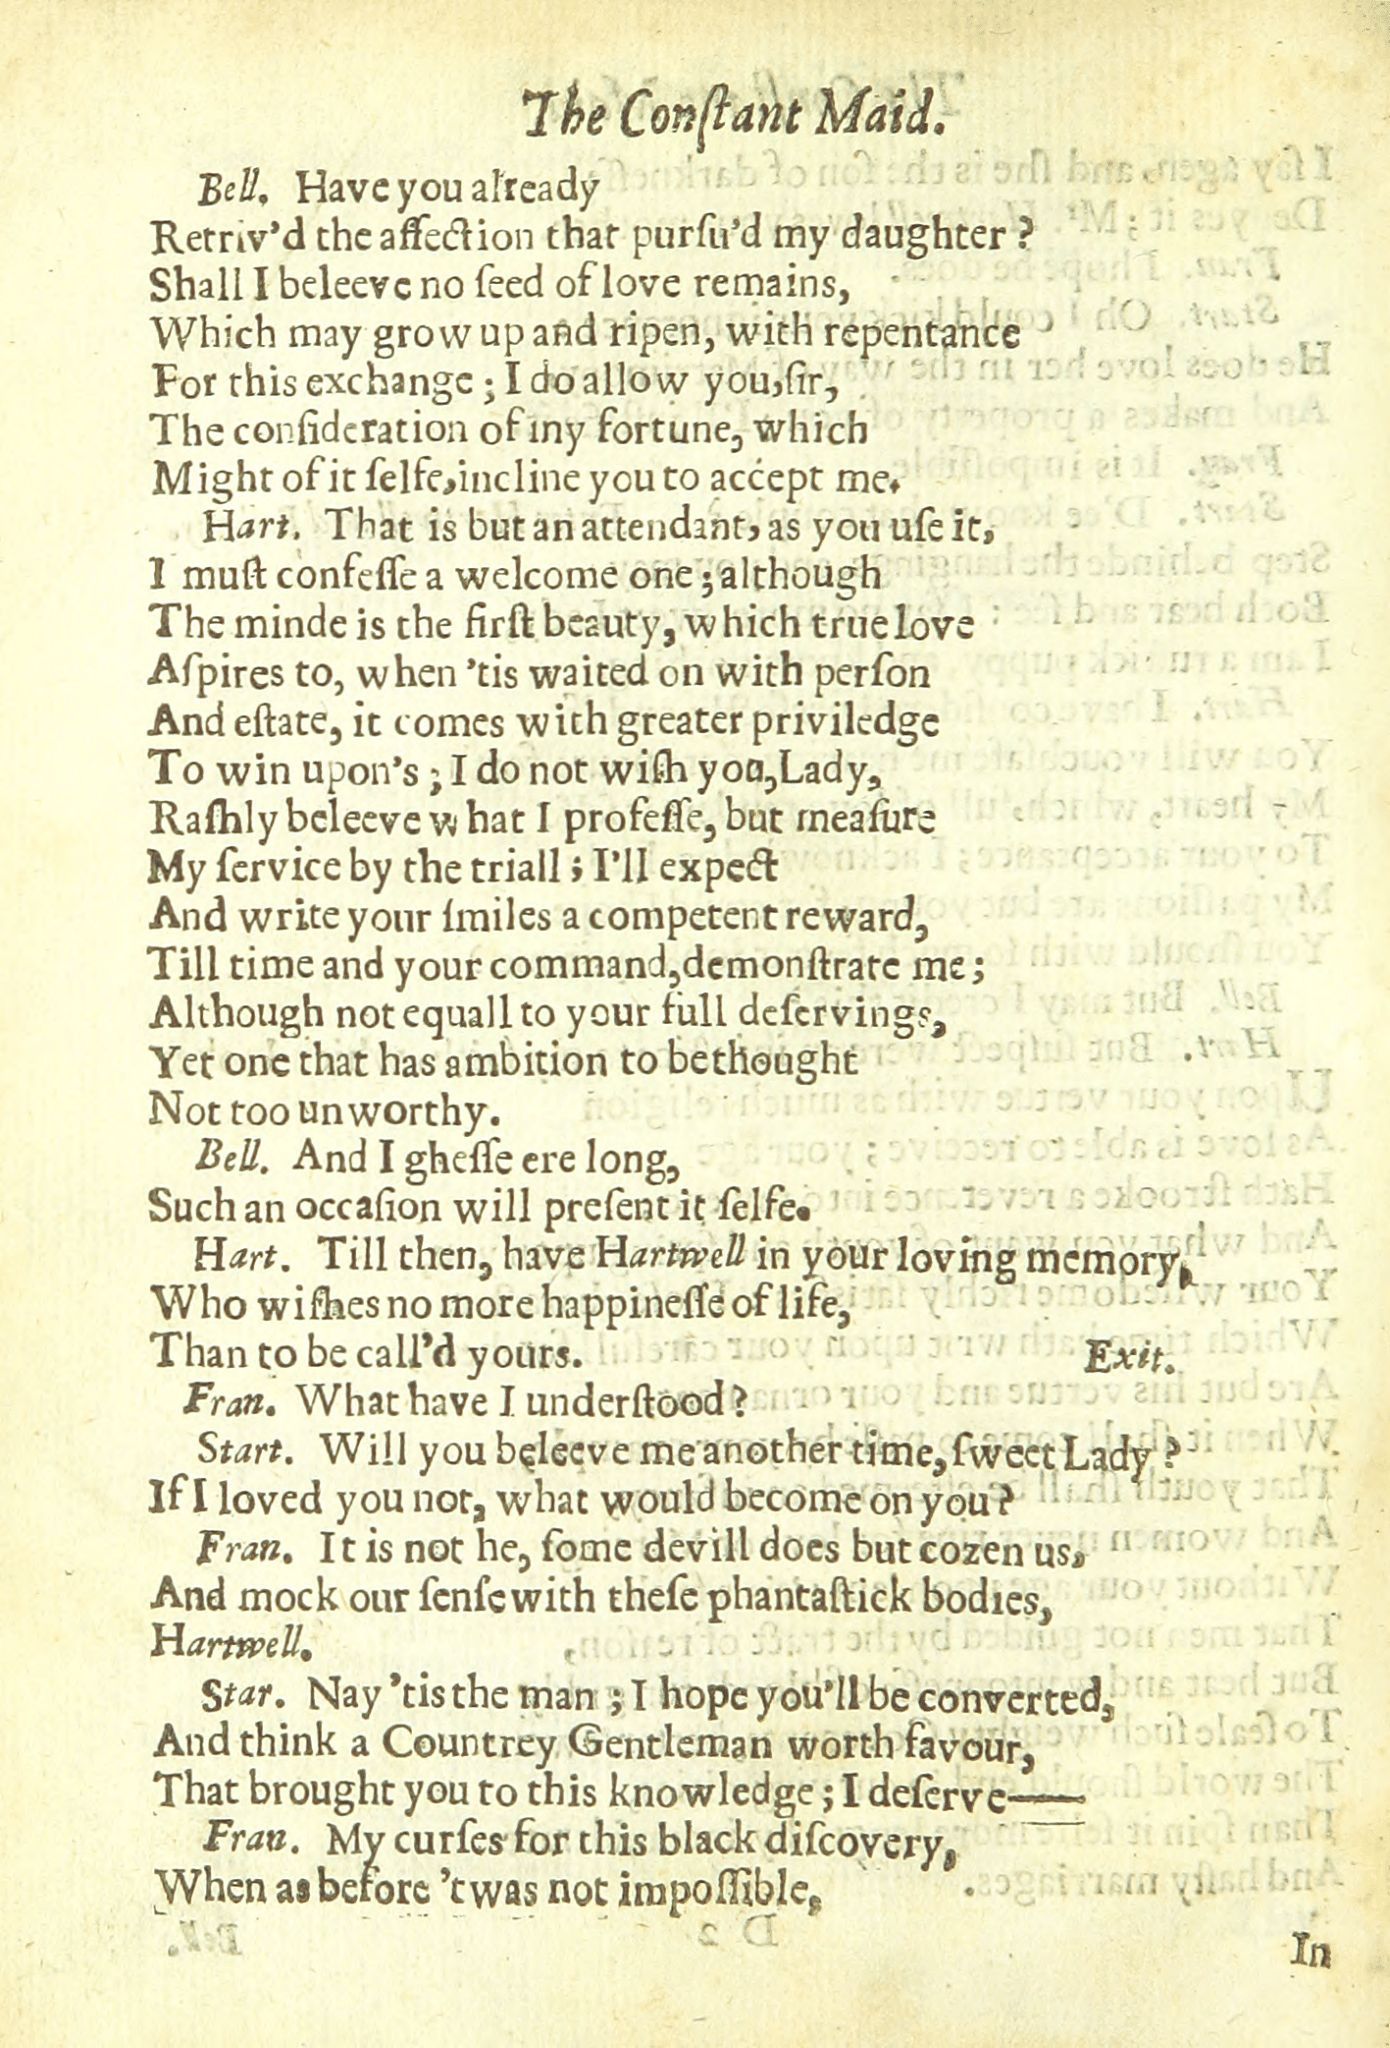 The Conſtant Maid.
Bell. Have you already
Retriv’d the affection that purſu’d my daughter?
Shall I beleeve no ſeed of love remains,
Which may grow up and ripen, with repentance
For this exchange; I do allow you, ſir,
The conſideration of my fortune, which
Might of it ſelfe, incline you to accept me.
Hart. That is but an attendant, as you uſe it,
I muſt confeſſe a welcome one; although
The minde is the firſt beauty, which true love
Aſpires to, when ’tis waited on with perſon
And eſtate, it comes with greater priviledge
To win upon’s; I do not wiſh you, Lady,
Raſhly beleeve what I profeſſe, but meaſure
My ſervice by the triall; I’ll expect
And write your ſmiles a competent reward,
Till time and your command, demonſtrate me;
Although not equall to your full deſervings,
Yet one that has ambition to be thought
Not too unworthy.
Bell. And I gheſſe ere long,
Such an occaſion will preſent it ſelfe.
Hart. Till then, have Hartwell in your loving memory,
Who wiſhes no more happineſſe of life,
Than to be call’d yours. Exit.
Fran. What have I underſtood?
Start. Will you beleeve me another time, ſweet Lady?
If I loved you not, what would become on you?
Fran. It is not he, ſome devill does but cozen us,
And mock our ſenſe with theſe phantaſtick bodies,
Hartwell.
Star. Nay ’tis the man; I hope you’ll be converted,
And think a Countrey Gentleman worth favour,
That brought you to this knowledge; I deſerve——
Fran. My curſes for this black diſcovery,
When as before ’twas not impoſſible,
In